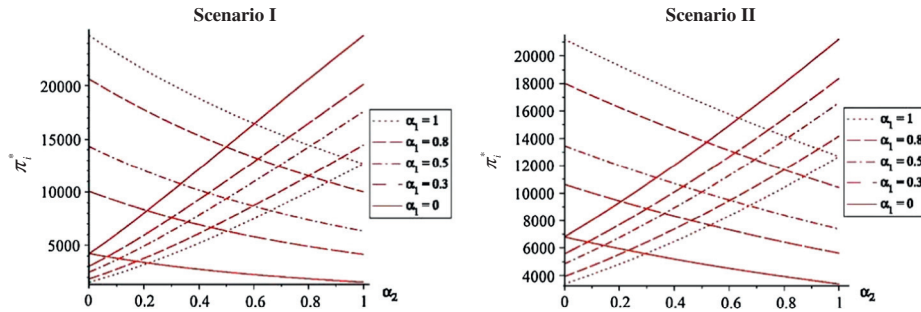 Scenario I
Scenario II
π*i
20000
15000
10000
5000
0
0.2
0.4
0.6
0.8
1
α2
α1 = 1
α1 = 0.8
α1 = 0.5
α1 = 0.3
α1 = 0
π*i
20000
18000
16000
14000
12000
10000
8000
6000
4000
0
0.2
0.4
0.6
0.8
1
α2
α1 = 1
α1 = 0.8
α1 = 0.5
α1 = 0.3
α1 = 0